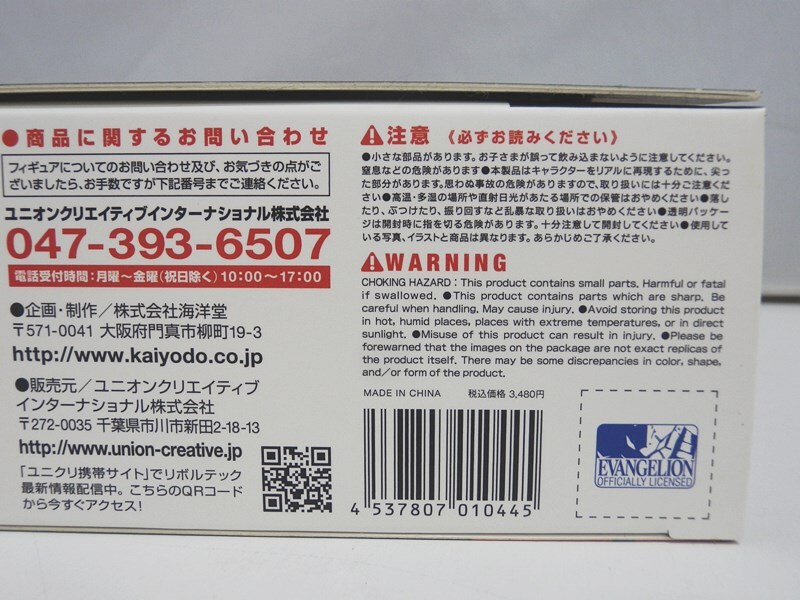 ●商品に関するお問い合わせ
フィギュアについてのお問い合わせ及び、お気づきの点がご
ざいましたら、お手数ですが下記番号までご連絡ください。
ユニオンクリエイティブインターナショナル株式会社
047-393-6507
電話受付時間:月曜〜金曜(祝日除く)10:00〜17:00
●企画・制作/株式会社海洋堂
〒571-0041 大阪府門真市柳町19-3
http://www.kaiyodo.co.jp
●販売元/ユニオンクリエイティブ
インターナショナル株式会社
〒272-0035 千葉県市川市新田2-18-13
http://www.union-creative.jp
「ユニクリ携帯サイト」でリボルテック
最新情報配信中。こちらのQRコード
から今すぐアクセス!
注意 《必ずお読みください》
●小さな部品があります。お子さまが誤って飲み込まないように注意してください。
窒息などの危険があります●本製品はキャラクターをリアルに再現するために、尖っ
た部分があります。思わぬ事故の危険がありますので、取り扱いには十分ご注意ください
●高温・多湿の場所や直射日光があたる場所での保管はおやめください●落し
たり、ぶつけたり、振り回すなど乱暴な取り扱いはおやめください●透明パッケー
ジは開封時に指を切る危険があります。十分注意して開封してください●使用して
いる写真、イラストと商品は異なります。あらかじめご了承ください。
WARNING
CHOKING HAZARD : This product contains small parts. Harmful or fatal
if swallowed. ●This product contains parts which are sharp. Be
careful when handling. May cause injury. ●Avoid storing this product
in hot, humid places, places with extreme temperatures, or in direct
sunlight. ●Misuse of this product can result in injury. ●Please be
forewarned that the images on the package are not exact replicas of
the product itself. There may be some discrepancies in color, shape,
and/or form of the product.
MADE IN CHINA 税込価格 3,480円
4 537807 010445
EVANGELION
OFFICIALLY LICENSED